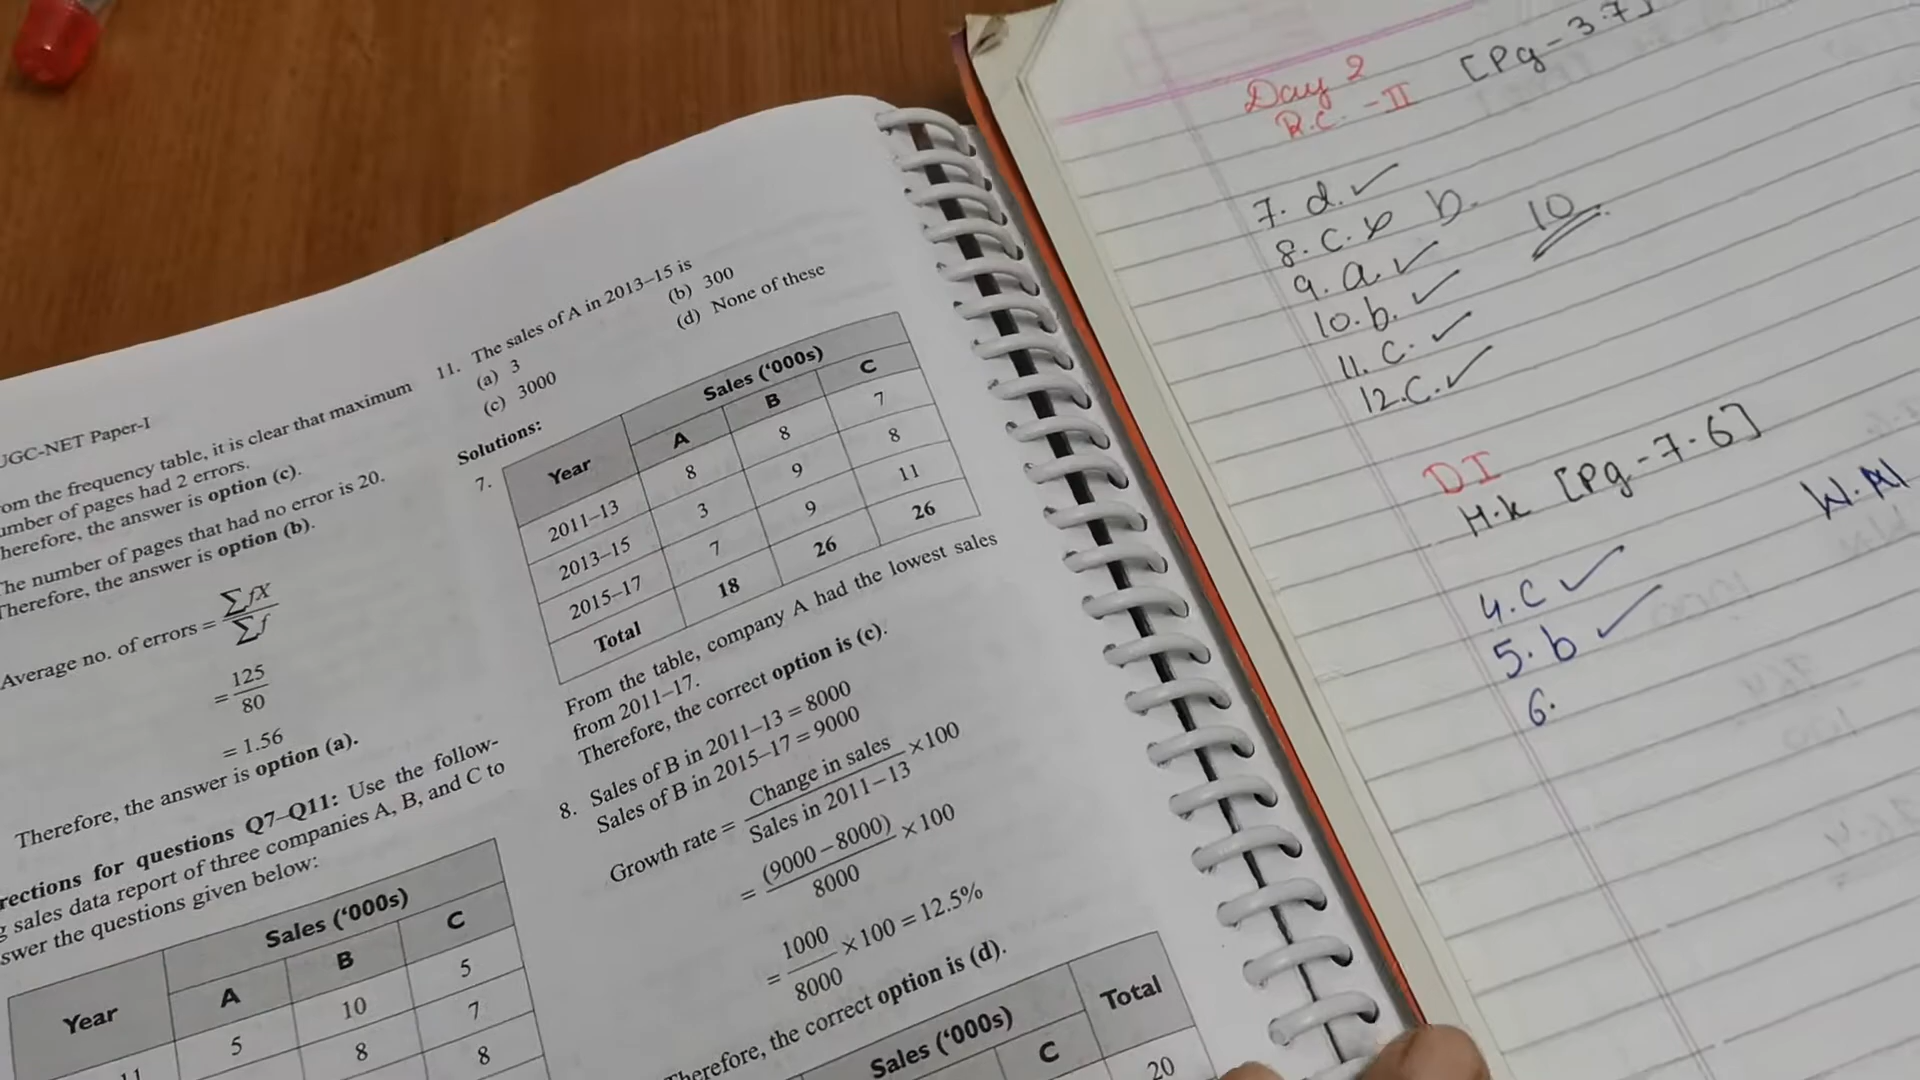 UGC-NET Paper-I
om the frequency table, it is clear that maximum
umber of pages had 2 errors.
herefore, the answer is option (c).
The number of pages that had no error is 20.
Therefore, the answer is option (b).
Average no. of errors = ∑fX / ∑f
= 125 / 80
= 1.56
Therefore, the answer is option (a).
rections for questions Q7–Q11: Use the follow-
g sales data report of three companies A, B, and C to
swer the questions given below:
Year Sales (‘000s)
A B C
5 10 5
11 8 7
8
11. The sales of A in 2013–15 is
(a) 3 (b) 300
(c) 3000 (d) None of these
Solutions:
7. Year Sales (‘000s)
A B C
2011–13 8 8 7
2013–15 3 9 8
2015–17 7 9 11
Total 18 26 26
From the table, company A had the lowest sales
from 2011–17.
Therefore, the correct option is (c).
8. Sales of B in 2011–13 = 8000
Sales of B in 2015–17 = 9000
Growth rate = Change in sales / Sales in 2011–13 × 100
= (9000 – 8000) / 8000 × 100
= 1000 / 8000 × 100 = 12.5%
Therefore, the correct option is (d).
Sales (‘000s) Total
C
20
Day 2 [Pg - 3.7]
R.C. - II
7. d. ✓
8. c. x b.
9. a. ✓ 10
10. b. ✓
11. c. ✓
12. c. ✓
DI
H.k [Pg - 7.6]
4. c ✓
5. b ✓
6.